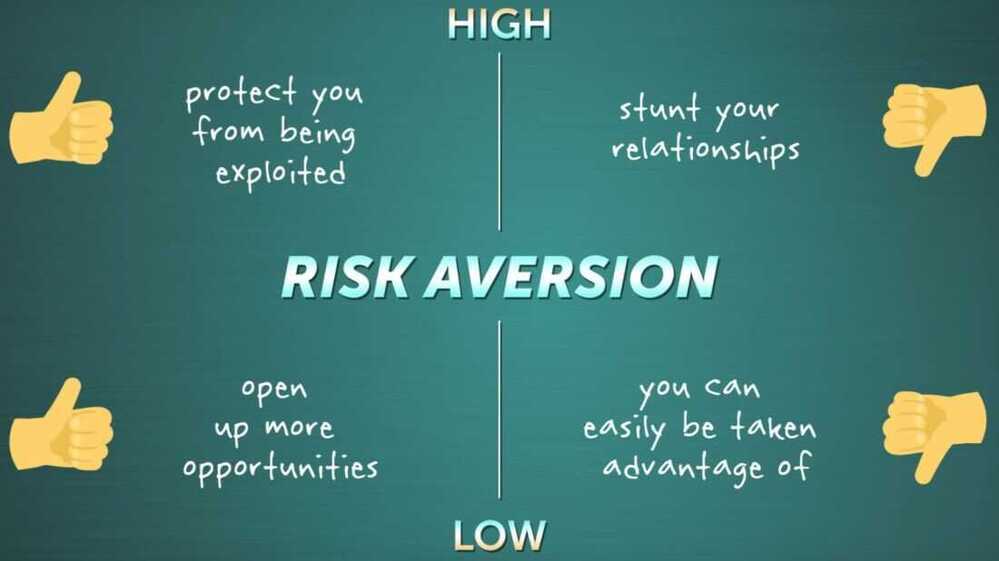 HIGH
protect you
from being
exploited
stunt your
relationships
RISK AVERSION
open
up more
opportunities
you can
easily be taken
advantage of
LOW